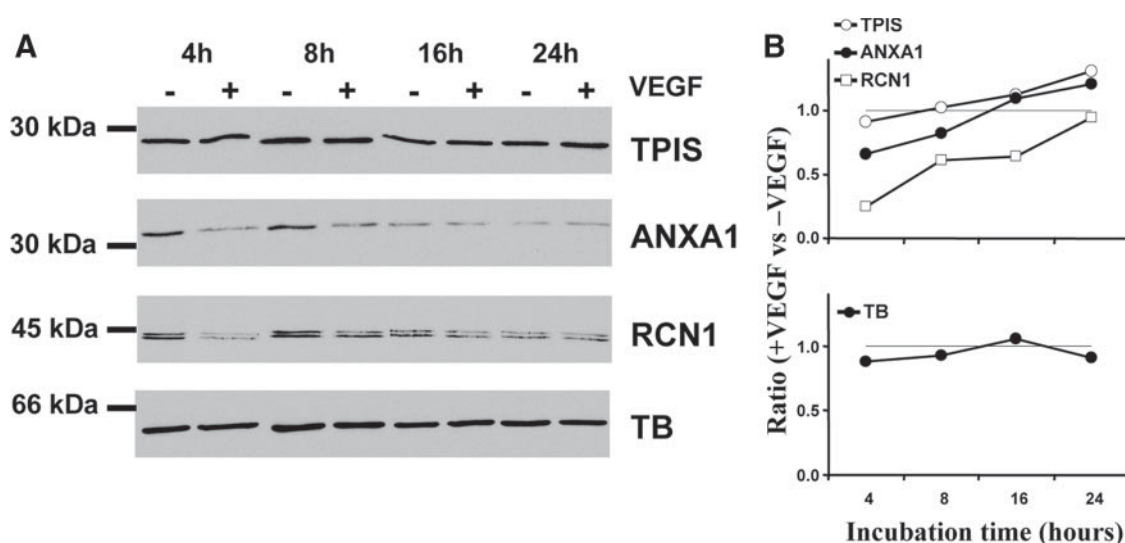 A
4h 8h 16h 24h
- + - + - + - + VEGF
30 kDa TPIS
30 kDa ANXA1
45 kDa RCN1
66 kDa TB
B
TPIS
ANXA1
RCN1
1.0
0.5
0.0
TB
1.0
0.5
0.0
Ratio (+VEGF vs –VEGF)
4 8 16 24
Incubation time (hours)